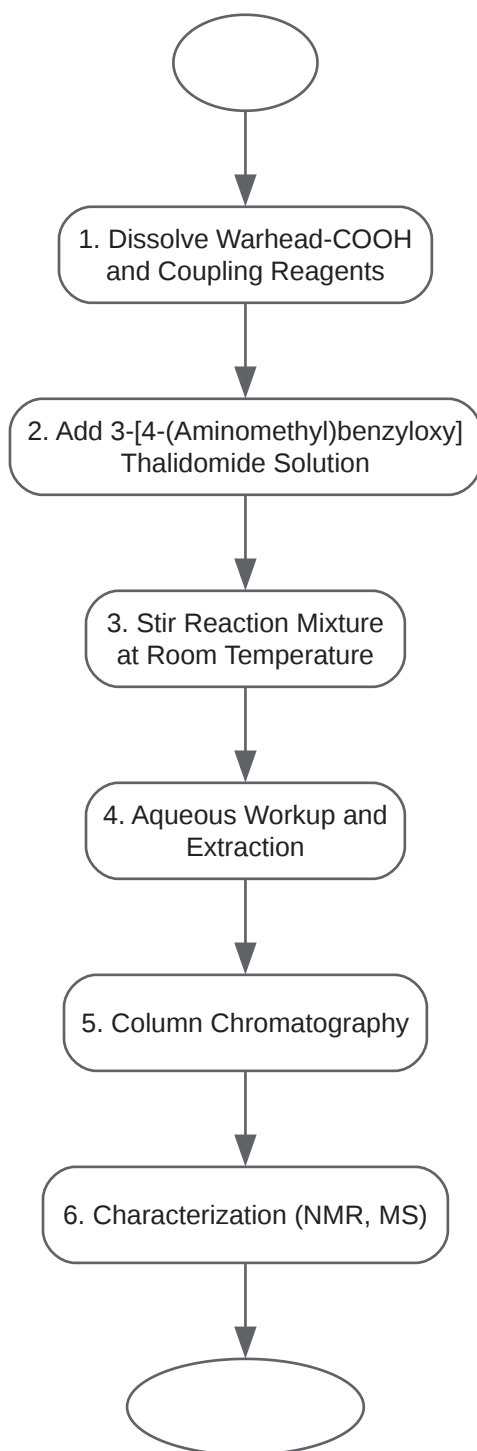 1. Dissolve Warhead-COOH
and Coupling Reagents
2. Add 3-[4-(Aminomethyl)benzyloxy]
Thalidomide Solution
3. Stir Reaction Mixture
at Room Temperature
4. Aqueous Workup and
Extraction
5. Column Chromatography
6. Characterization (NMR, MS)